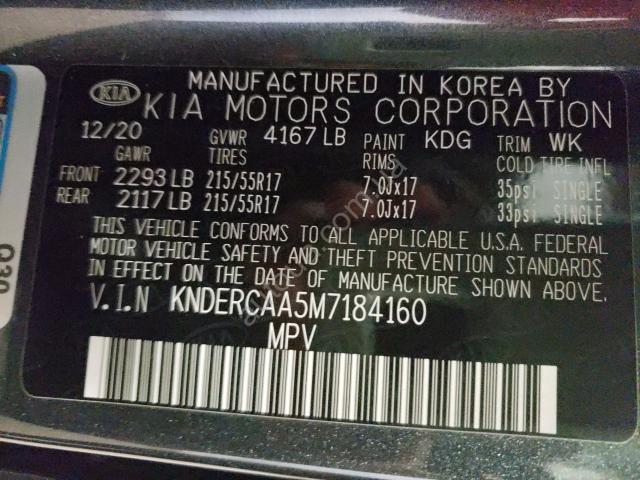 MANUFACTURED IN KOREA BY
KIA KIA MOTORS CORPORATION
12/20 GVWR 4167 LB PAINT KDG TRIM WK
GAWR TIRES RIMS COLD TIRE INFL
FRONT 2293 LB 215/55R17 7.0Jx17 35psi SINGLE
REAR 2117 LB 215/55R17 7.0Jx17 33psi SINGLE
THIS VEHICLE CONFORMS TO ALL APPLICABLE U.S.A. FEDERAL
MOTOR VEHICLE SAFETY AND THEFT PREVENTION STANDARDS
IN EFFECT ON THE DATE OF MANUFACTURE SHOWN ABOVE.
V.I.N KNDERCAA5M7184160
MPV